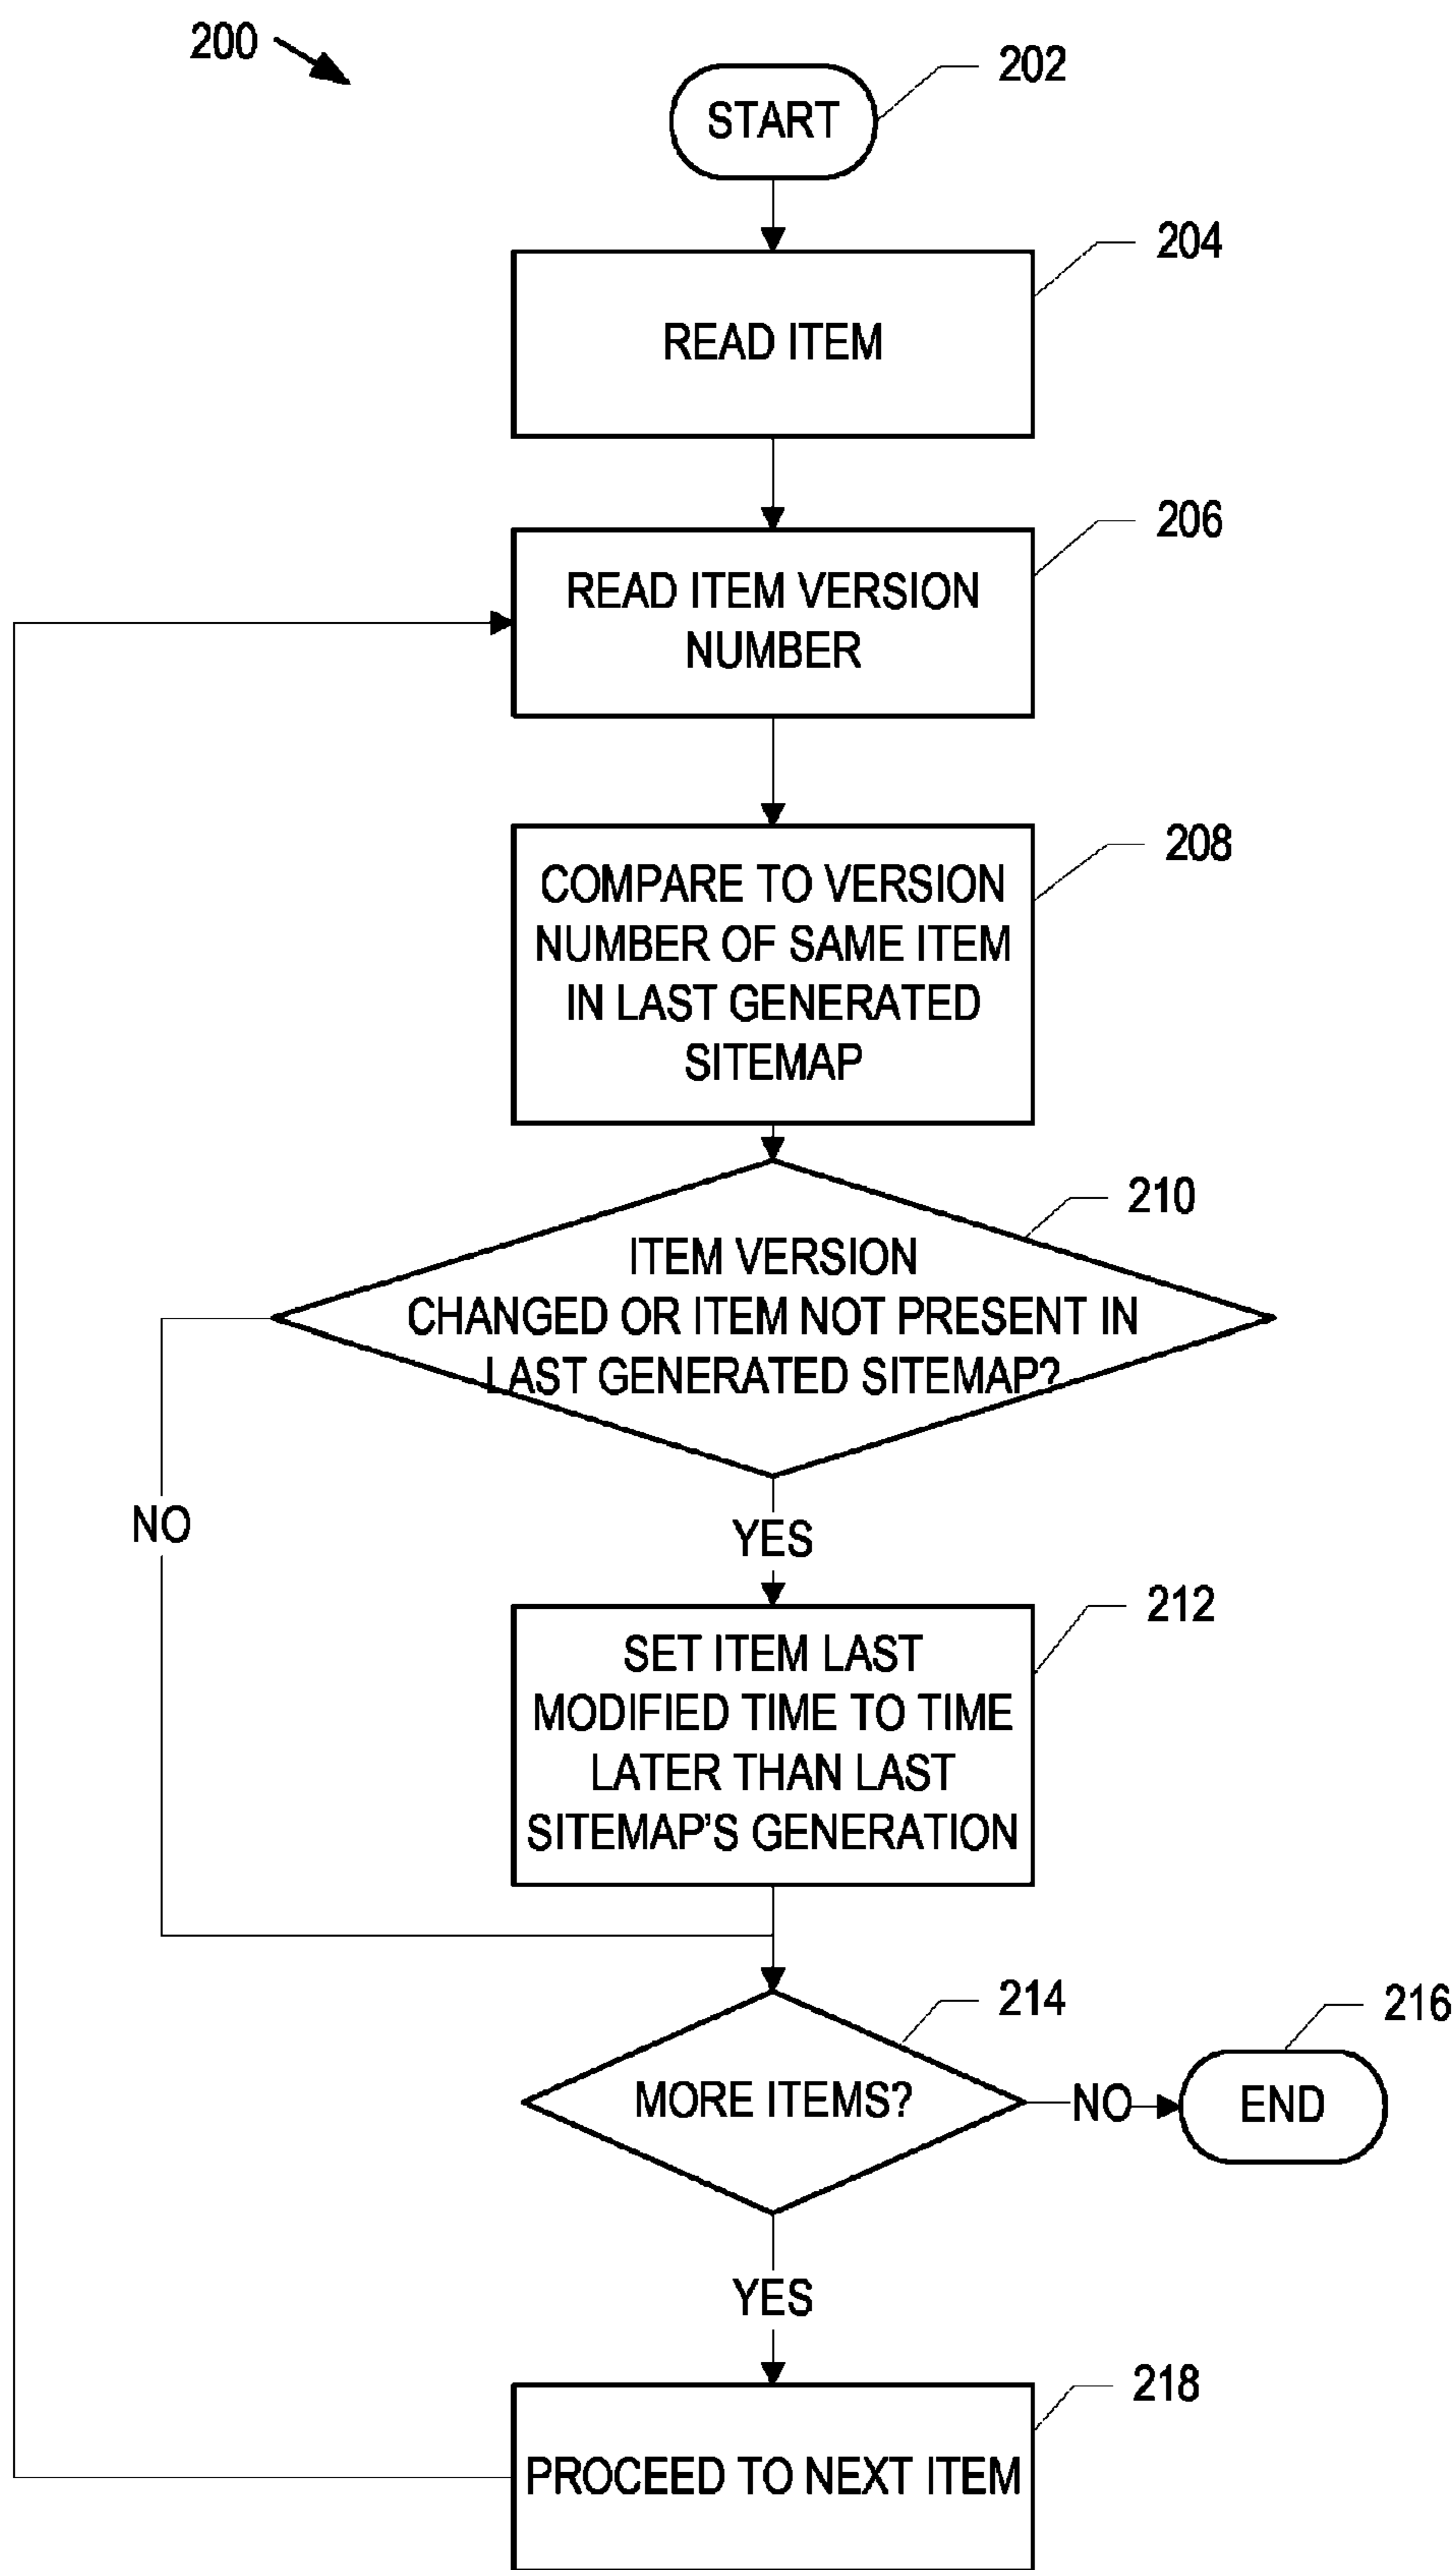 200
202
START
204
READ ITEM
206
READ ITEM VERSION
NUMBER
208
COMPARE TO VERSION
NUMBER OF SAME ITEM
IN LAST GENERATED
SITEMAP
210
ITEM VERSION
CHANGED OR ITEM NOT PRESENT IN
LAST GENERATED SITEMAP?
NO
YES
212
SET ITEM LAST
MODIFIED TIME TO TIME
LATER THAN LAST
SITEMAP'S GENERATION
214
216
MORE ITEMS?
NO
END
YES
218
PROCEED TO NEXT ITEM